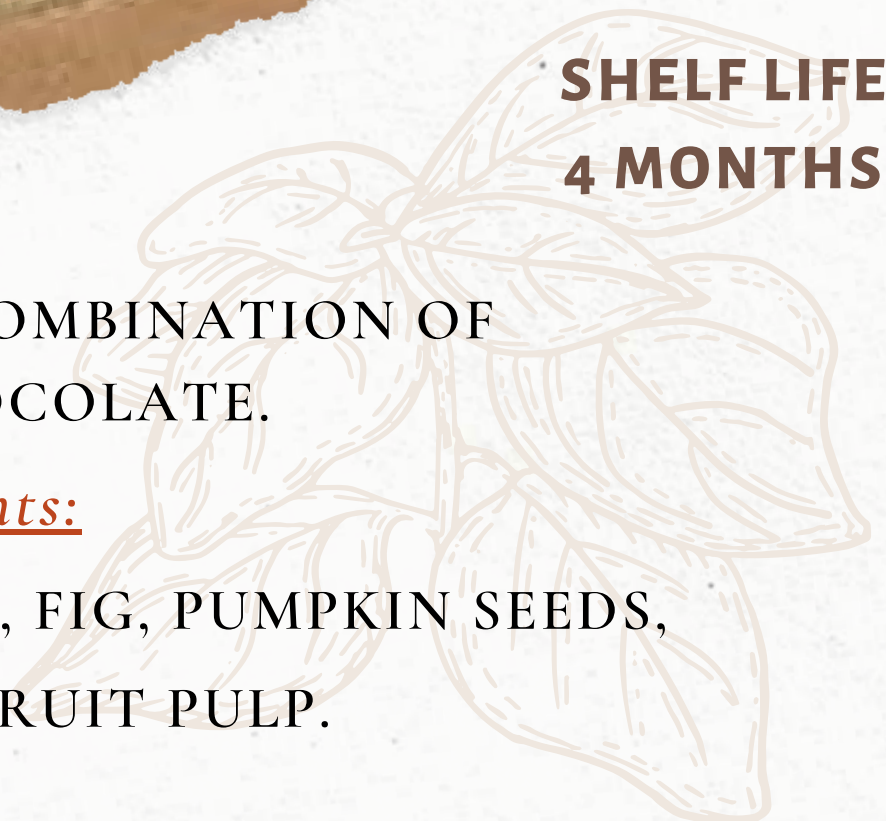 SHELF LIFE
4 MONTHS
OMBINATION OF
OCOLATE.
nts:
, FIG, PUMPKIN SEEDS,
RUIT PULP.